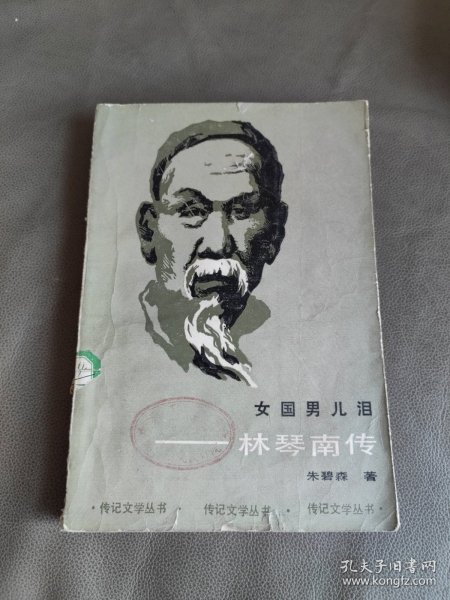 女国男儿泪
——林琴南传
朱碧森 著
·传记文学丛书· 传记文学丛书· 传记文学丛书·
孔夫子旧书网
www.kongfz.com